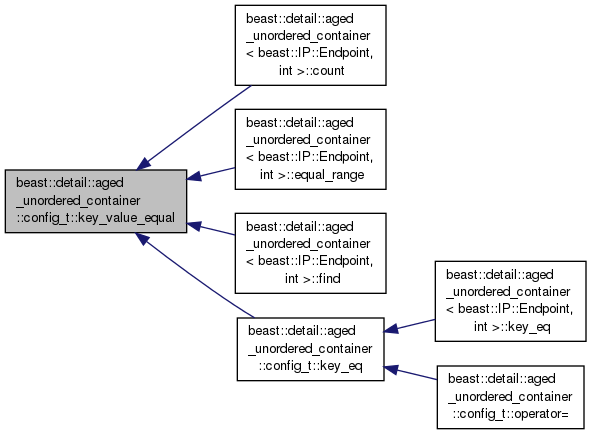 beast::detail::aged
_unordered_container
::config_t::key_value_equal
beast::detail::aged
_unordered_container
< beast::IP::Endpoint,
int >::count
beast::detail::aged
_unordered_container
< beast::IP::Endpoint,
int >::equal_range
beast::detail::aged
_unordered_container
< beast::IP::Endpoint,
int >::find
beast::detail::aged
_unordered_container
::config_t::key_eq
beast::detail::aged
_unordered_container
< beast::IP::Endpoint,
int >::key_eq
beast::detail::aged
_unordered_container
::config_t::operator=